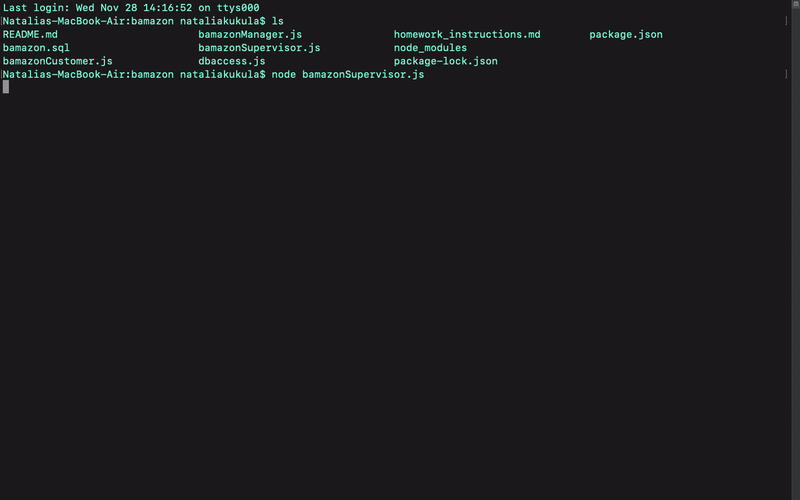 Last login: Wed Nov 28 14:16:52 on ttys000
[Natalias-MacBook-Air:bamazon nataliakukula$ ls ]
README.md bamazonManager.js homework_instructions.md package.json
bamazon.sql bamazonSupervisor.js node_modules
bamazonCustomer.js dbaccess.js package-lock.json
[Natalias-MacBook-Air:bamazon nataliakukula$ node bamazonSupervisor.js ]